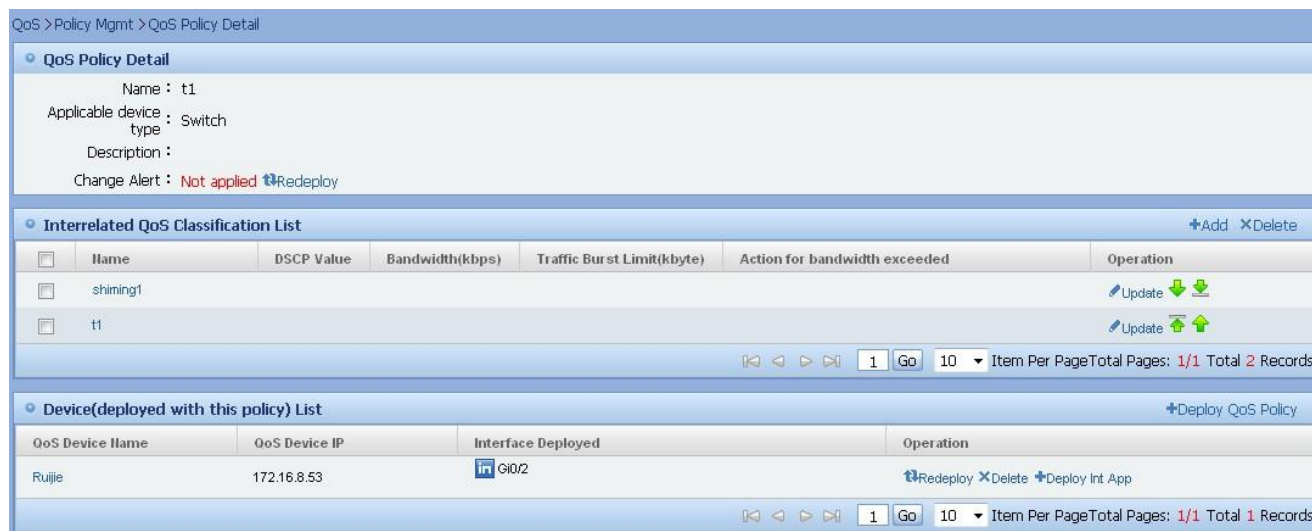 QoS >Policy Mgmt >QoS Policy Detail
QoS Policy Detail
Name : t1
Applicable device type : Switch
Description :
Change Alert : Not applied Redeploy
Interrelated QoS Classification List +Add ×Delete
Name DSCP Value Bandwidth(kbps) Traffic Burst Limit(kbyte) Action for bandwidth exceeded Operation
shiming1 Update
t1 Update
1 Go 10 Item Per PageTotal Pages: 1/1 Total 2 Records
Device(deployed with this policy) List +Deploy QoS Policy
QoS Device Name QoS Device IP Interface Deployed Operation
Ruijie 172.16.8.53 in Gi0/2 Redeploy ×Delete +Deploy Int App
1 Go 10 Item Per PageTotal Pages: 1/1 Total 1 Records